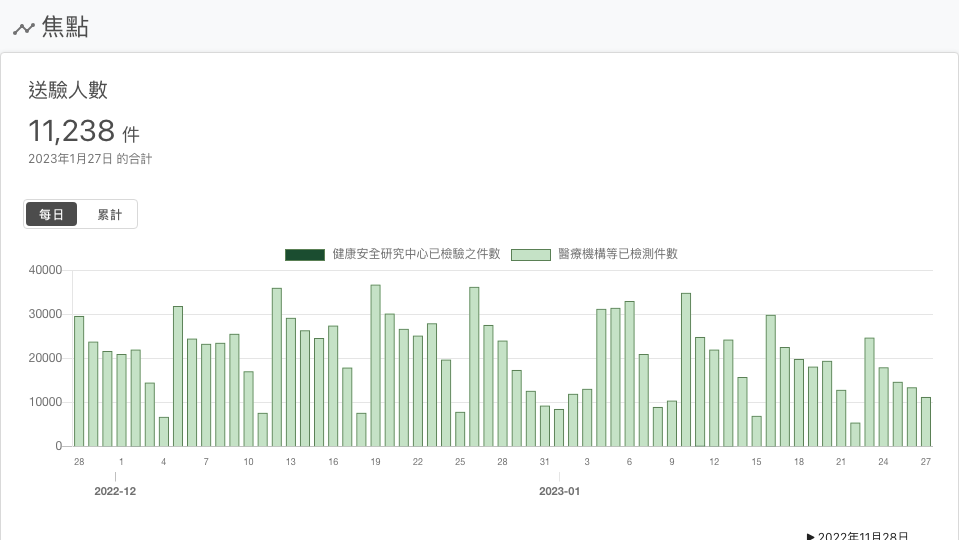 焦點
送驗人數
11,238 件
2023年1月27日 的合計
每日 累計
健康安全研究中心已檢驗之件數 醫療機構等已檢測件數
40000
30000
20000
10000
0
28 1 4 7 10 13 16 19 22 25 28 31 3 6 9 12 15 18 21 24 27
2022-12 2023-01
▶ 2022年11月28日